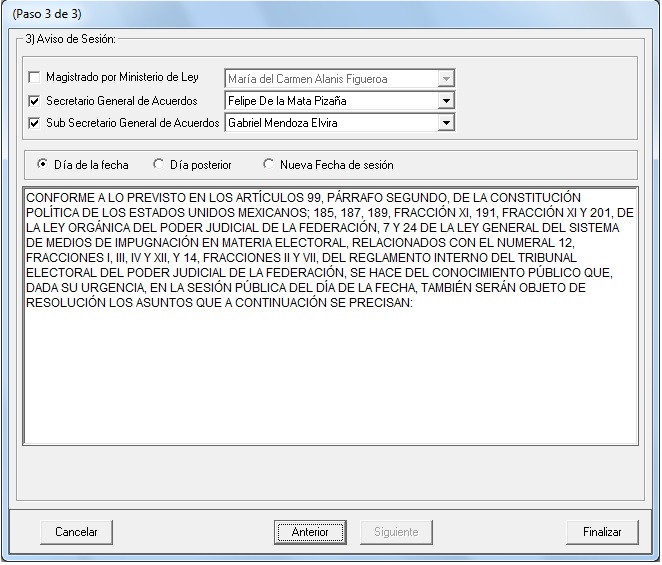 (Paso 3 de 3)
3) Aviso de Sesión:
Magistrado por Ministerio de Ley María del Carmen Alanis Figueroa
Secretario General de Acuerdos Felipe De la Mata Pizaña
Sub Secretario General de Acuerdos Gabriel Mendoza Elvira
Día de la fecha Día posterior Nueva Fecha de sesión
CONFORME A LO PREVISTO EN LOS ARTÍCULOS 99, PÁRRAFO SEGUNDO, DE LA CONSTITUCIÓN
POLÍTICA DE LOS ESTADOS UNIDOS MEXICANOS; 185, 187, 189, FRACCIÓN XI, 191, FRACCIÓN XI Y 201, DE
LA LEY ORGÁNICA DEL PODER JUDICIAL DE LA FEDERACIÓN, 7 Y 24 DE LA LEY GENERAL DEL SISTEMA
DE MEDIOS DE IMPUGNACIÓN EN MATERIA ELECTORAL, RELACIONADOS CON EL NUMERAL 12,
FRACCIONES I, III, IV Y XII, Y 14, FRACCIONES II Y VII, DEL REGLAMENTO INTERNO DEL TRIBUNAL
ELECTORAL DEL PODER JUDICIAL DE LA FEDERACIÓN, SE HACE DEL CONOCIMIENTO PÚBLICO QUE,
DADA SU URGENCIA, EN LA SESIÓN PÚBLICA DEL DÍA DE LA FECHA, TAMBIÉN SERÁN OBJETO DE
RESOLUCIÓN LOS ASUNTOS QUE A CONTINUACIÓN SE PRECISAN:
Cancelar Anterior Siguiente Finalizar